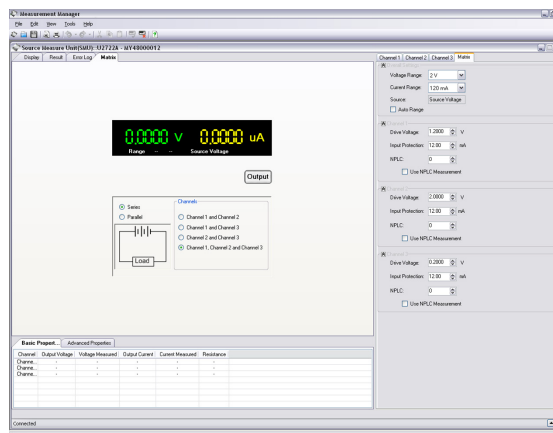 Measurement Manager
File Edit View Tools Help
Source Measure Unit(SMU)::U2722A - MY48000012
Display Result Error Log Matrix
0.0000 V 0.0000 uA
Range -- -- Source Voltage
Output
Series
Parallel
Load
Channels
Channel 1 and Channel 2
Channel 1 and Channel 3
Channel 2 and Channel 3
Channel 1, Channel 2 and Channel 3
Channel 1 Channel 2 Channel 3 Matrix
Voltage Range: 2 V
Current Range: 120 mA
Source: Source Voltage
Auto Range
Channel 1
Drive Voltage: 1.2000 V
Input Protection: 12.00 mA
NPLC: 0
Use NPLC Measurement
Channel 2
Drive Voltage: 2.0000 V
Input Protection: 12.00 mA
NPLC: 0
Use NPLC Measurement
Drive Voltage: 0.2000 V
Input Protection: 12.00 mA
NPLC: 0
Use NPLC Measurement
Basic Propert... Advanced Properties
Channel Output Voltage Voltage Measured Output Current Current Measured Resistance
Channe... - - - - -
Channe... - - - - -
Channe... - - - - -
Connected